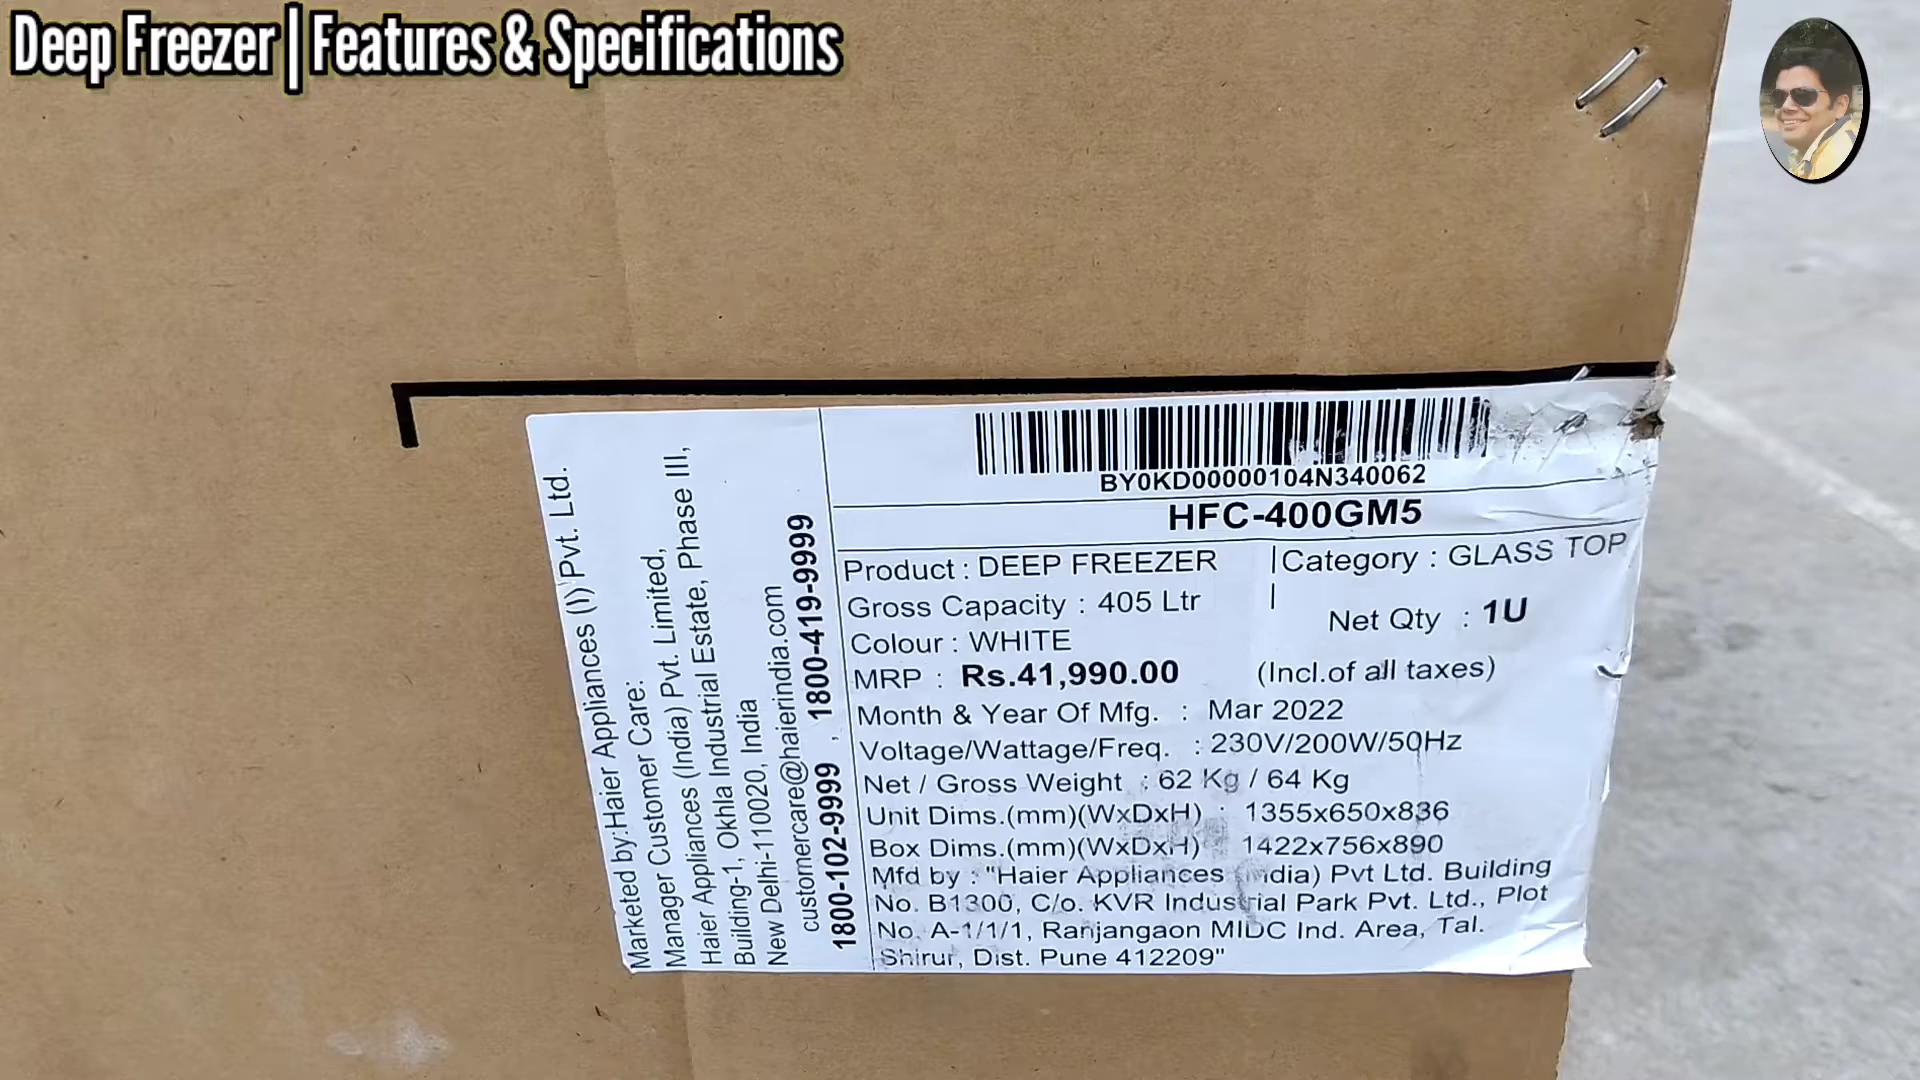 Deep Freezer | Features & Specifications
Marketed by:Haier Appliances (I) Pvt. Ltd.
Manager Customer Care:
Haier Appliances (India) Pvt. Limited,
Building-1, Okhla Industrial Estate, Phase III,
New Delhi-110020, India
customercare@haierindia.com
1800-102-9999 , 1800-419-9999
BY0KD00000104N340062
HFC-400GM5
Product : DEEP FREEZER | Category : GLASS TOP
Gross Capacity : 405 Ltr | Net Qty : 1U
Colour : WHITE
MRP : Rs.41,990.00 (Incl.of all taxes)
Month & Year Of Mfg. : Mar 2022
Voltage/Wattage/Freq. : 230V/200W/50Hz
Net / Gross Weight : 62 Kg / 64 Kg
Unit Dims.(mm)(WxDxH) : 1355x650x836
Box Dims.(mm)(WxDxH) 1422x756x890
Mfd by : "Haier Appliances (India) Pvt Ltd. Building
No. B1300, C/o. KVR Industrial Park Pvt. Ltd., Plot
No. A-1/1/1, Ranjangaon MIDC Ind. Area, Tal.
Shirur, Dist. Pune 412209"